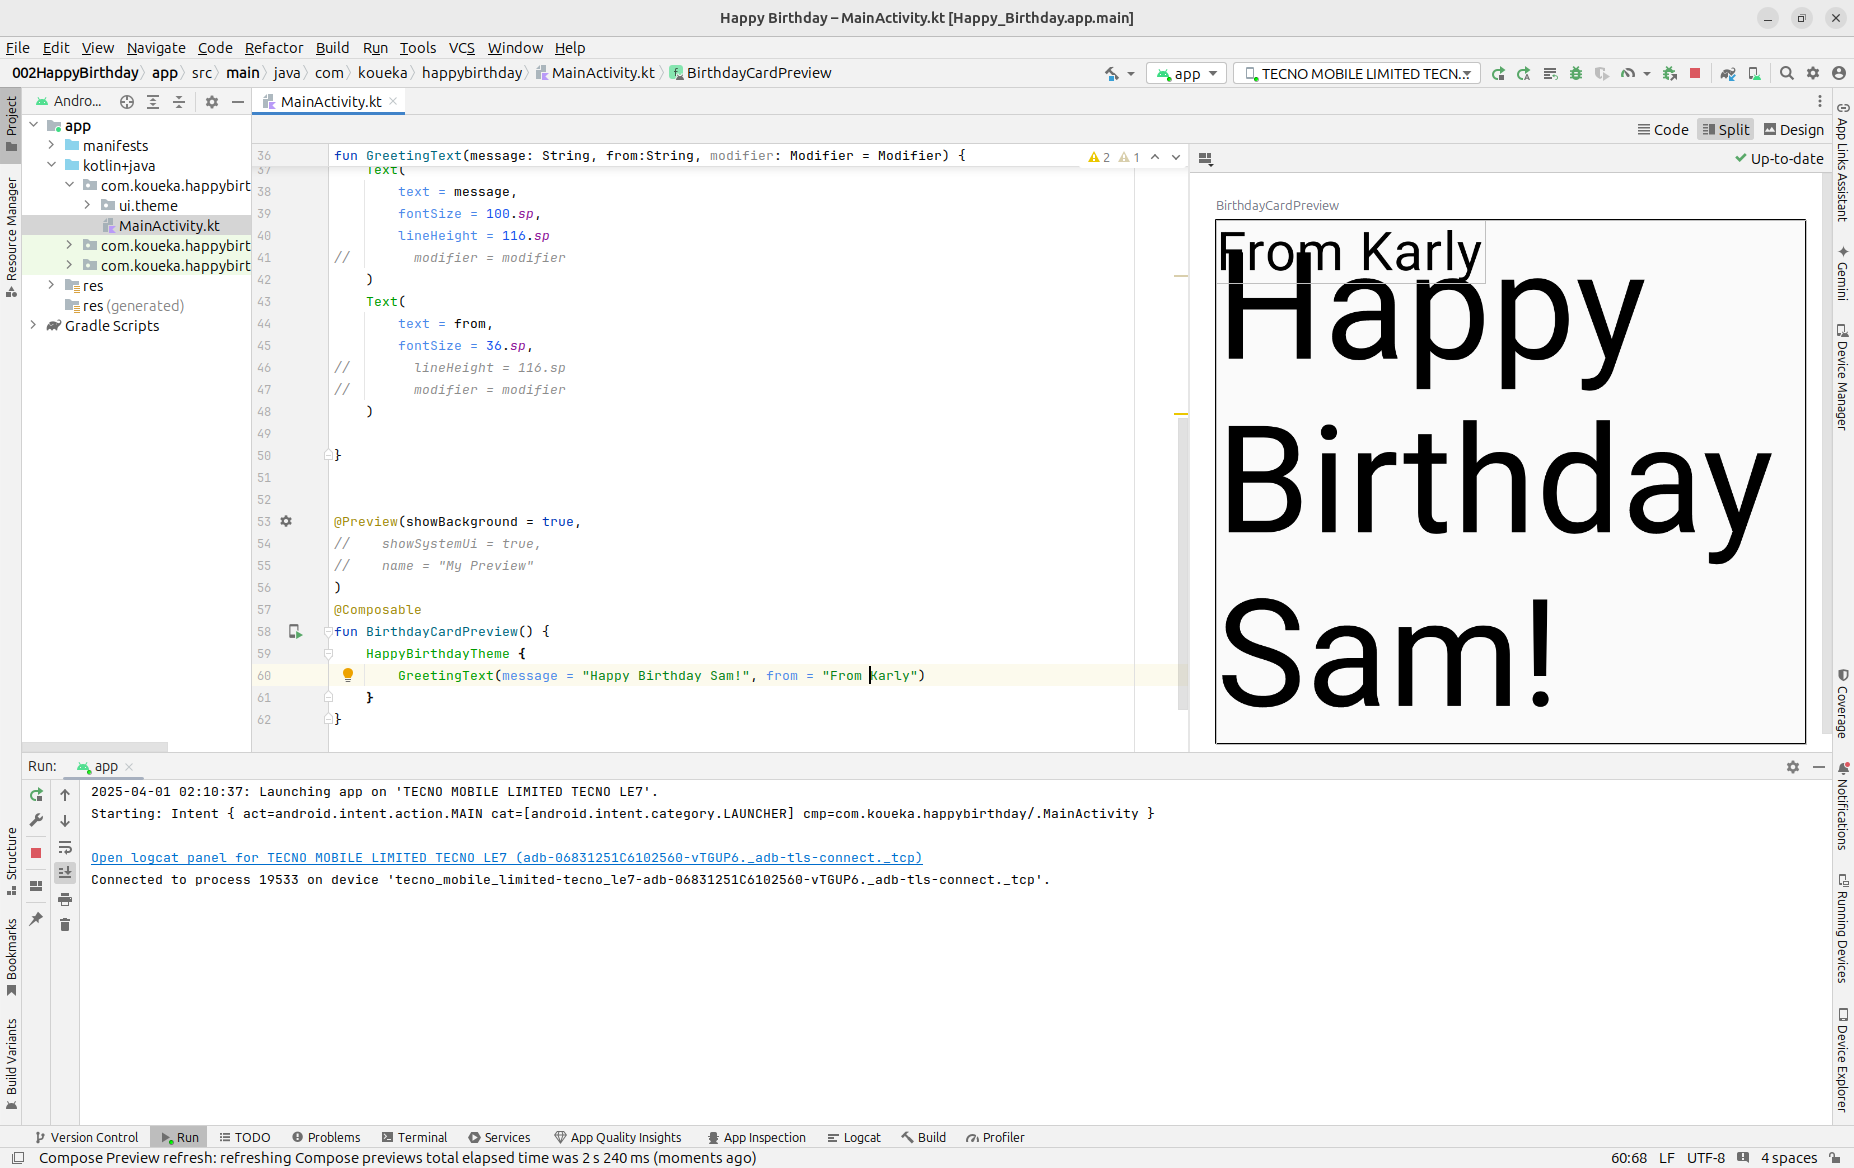 Happy Birthday – MainActivity.kt [Happy_Birthday.app.main]
File Edit View Navigate Code Refactor Build Run Tools VCS Window Help
002HappyBirthday app src main java com koueka happybirthday MainActivity.kt BirthdayCardPreview app TECNO MOBILE LIMITED TECN..
Project
Andro...
MainActivity.kt
app
manifests
kotlin+java
com.koueka.happybirt
ui.theme
MainActivity.kt
com.koueka.happybirt
com.koueka.happybirt
res
res (generated)
Gradle Scripts
Resource Manager
Code Split Design
Up-to-date
36 fun GreetingText(message: String, from:String, modifier: Modifier = Modifier) { 2 1
37 Text(
38 text = message,
39 fontSize = 100.sp,
40 lineHeight = 116.sp
41 // modifier = modifier
42 )
43 Text(
44 text = from,
45 fontSize = 36.sp,
46 // lineHeight = 116.sp
47 // modifier = modifier
48 )
49
50 }
51
52
53 @Preview(showBackground = true,
54 // showSystemUi = true,
55 // name = "My Preview"
56 )
57 @Composable
58 fun BirthdayCardPreview() {
59 HappyBirthdayTheme {
60 GreetingText(message = "Happy Birthday Sam!", from = "From Karly")
61 }
62 }
BirthdayCardPreview
From Karly
Happy
Birthday
Sam!
App Links Assistant
Gemini
Device Manager
Coverage
Notifications
Running Devices
Device Explorer
Run: app
2025-04-01 02:10:37: Launching app on 'TECNO MOBILE LIMITED TECNO LE7'.
Starting: Intent { act=android.intent.action.MAIN cat=[android.intent.category.LAUNCHER] cmp=com.koueka.happybirthday/.MainActivity }
Open logcat panel for TECNO MOBILE LIMITED TECNO LE7 (adb-06831251C6102560-vTGUP6._adb-tls-connect._tcp)
Connected to process 19533 on device 'tecno_mobile_limited-tecno_le7-adb-06831251C6102560-vTGUP6._adb-tls-connect._tcp'.
Structure
Bookmarks
Build Variants
Version Control Run TODO Problems Terminal Services App Quality Insights App Inspection Logcat Build Profiler
Compose Preview refresh: refreshing Compose previews total elapsed time was 2 s 240 ms (moments ago) 60:68 LF UTF-8 4 spaces